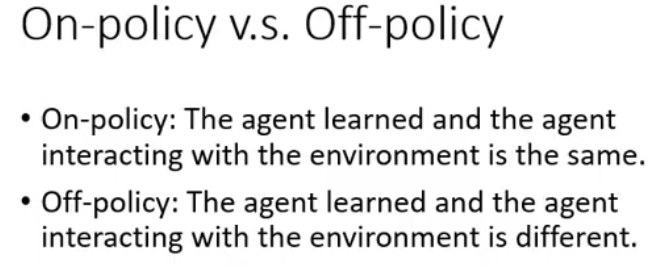 On-policy v.s. Off-policy
• On-policy: The agent learned and the agent
interacting with the environment is the same.
• Off-policy: The agent learned and the agent
interacting with the environment is different.